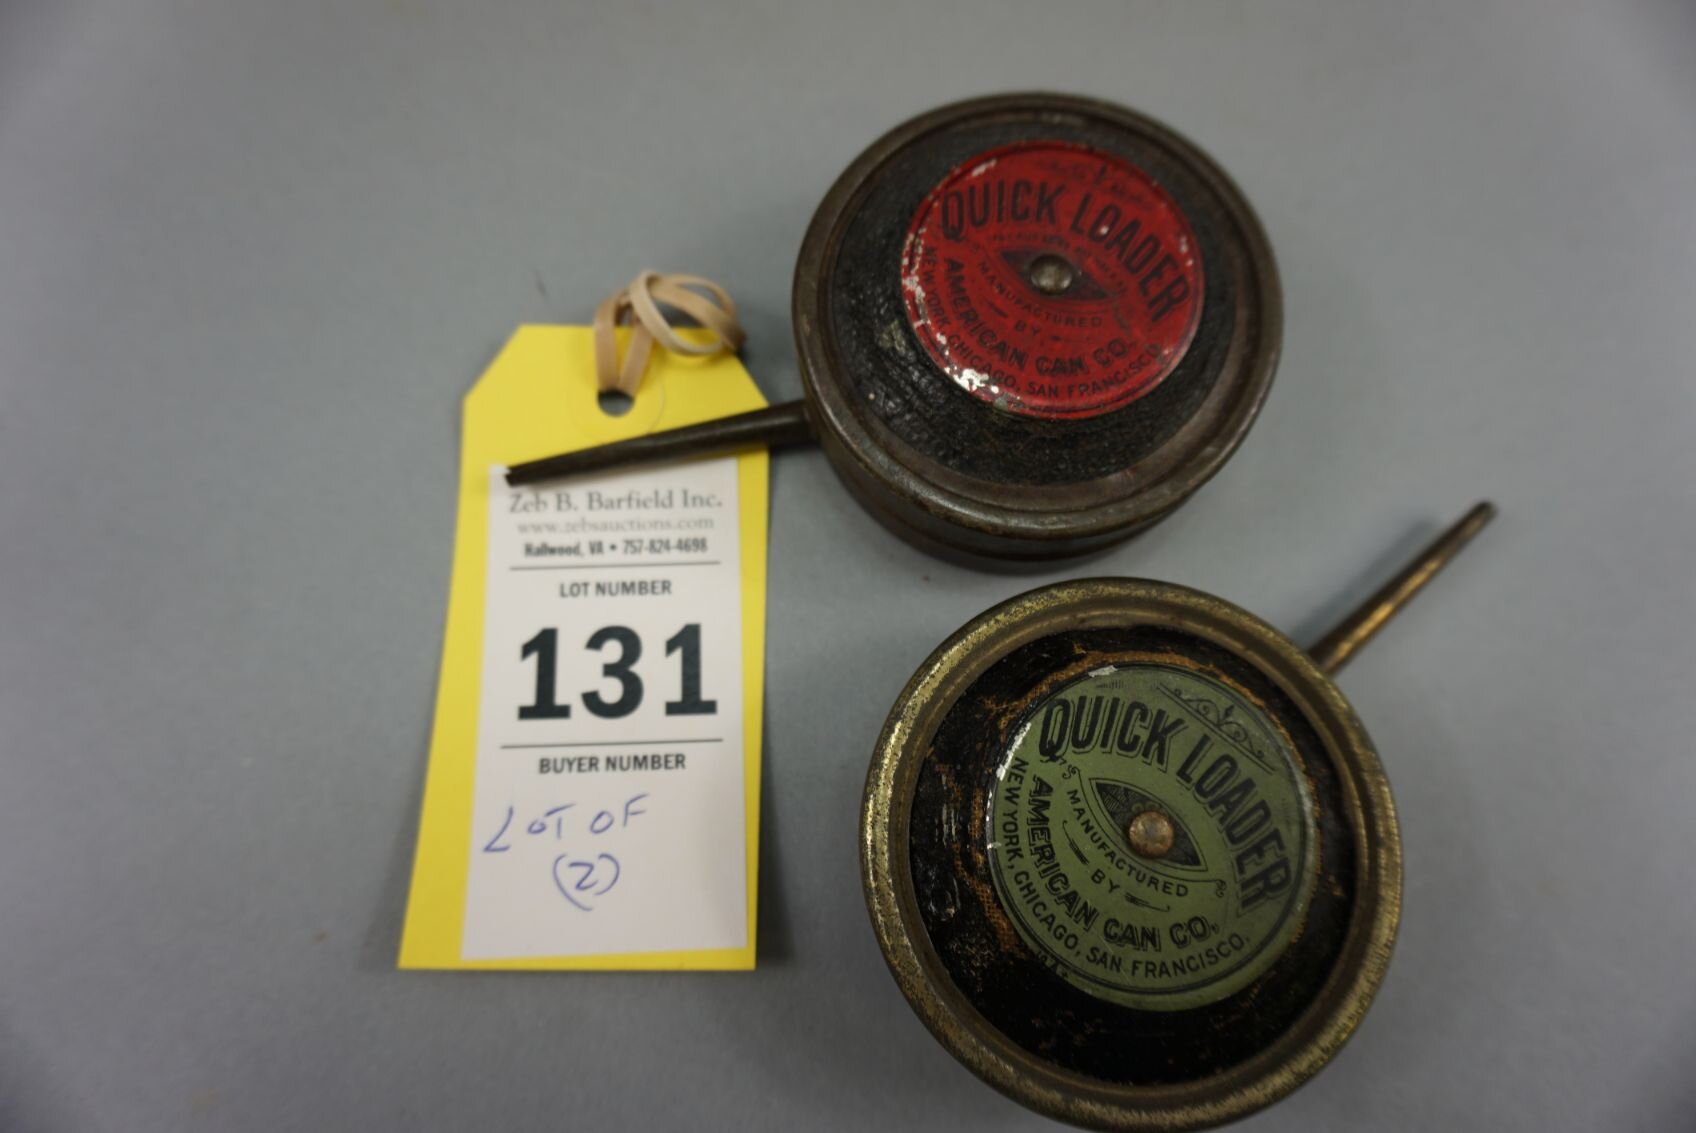 Zeb B. Barfield Inc.
www.zebsauctions.com
Hallwood, VA • 757-824-4698
LOT NUMBER
131
BUYER NUMBER
LOT OF
(2)
QUICK LOADER
MANUFACTURED
BY
AMERICAN CAN CO.
NEW YORK, CHICAGO, SAN FRANCISCO.
QUICK LOADER
MANUFACTURED
BY
AMERICAN CAN CO.
NEW YORK, CHICAGO, SAN FRANCISCO.